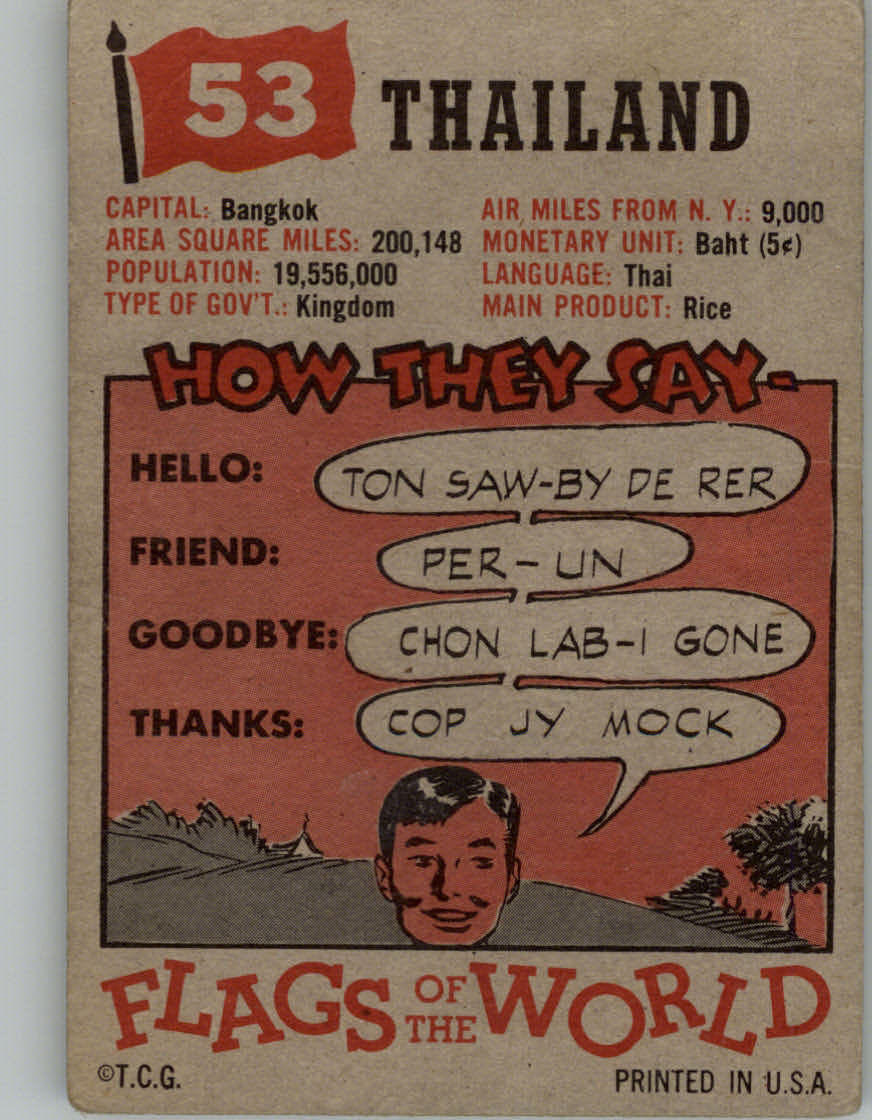 53 THAILAND
CAPITAL: Bangkok
AREA SQUARE MILES: 200,148
POPULATION: 19,556,000
TYPE OF GOV'T.: Kingdom
AIR MILES FROM N. Y.: 9,000
MONETARY UNIT: Baht (5¢)
LANGUAGE: Thai
MAIN PRODUCT: Rice
HOW THEY SAY-
HELLO: TON SAW-BY DE RER
FRIEND: PER-UN
GOODBYE: CHON LAB-I GONE
THANKS: COP JY MOCK
FLAGS OF THE WORLD
©T.C.G.
PRINTED IN U.S.A.